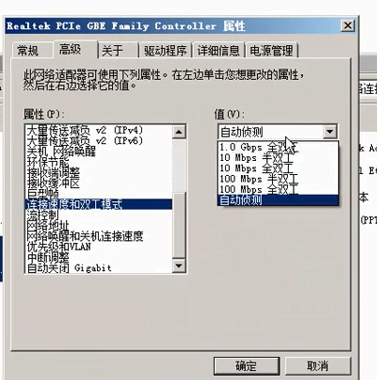 Realtek PCIe GBE Family Controller 属性
常规 高级 关于 驱动程序 详细信息 电源管理
此网络适配器可使用下列属性。在左边单击您想更改的属性，
然后在右边选择它的值。
属性(P):
大量传送减负 v2 (IPv4)
大量传送减负 v2 (IPv6)
关机 网络唤醒
环保节能
接收端调整
接收缓冲区
巨型帧
连接速度和双工模式
流控制
网络地址
网络唤醒和关机连接速度
优先级和VLAN
中断调整
自动关闭 Gigabit
值(V):
自动侦测
1.0 Gbps 全双工
10 Mbps 半双工
10 Mbps 全双工
100 Mbps 半双工
100 Mbps 全双工
自动侦测
确定 取消
本
(PPT